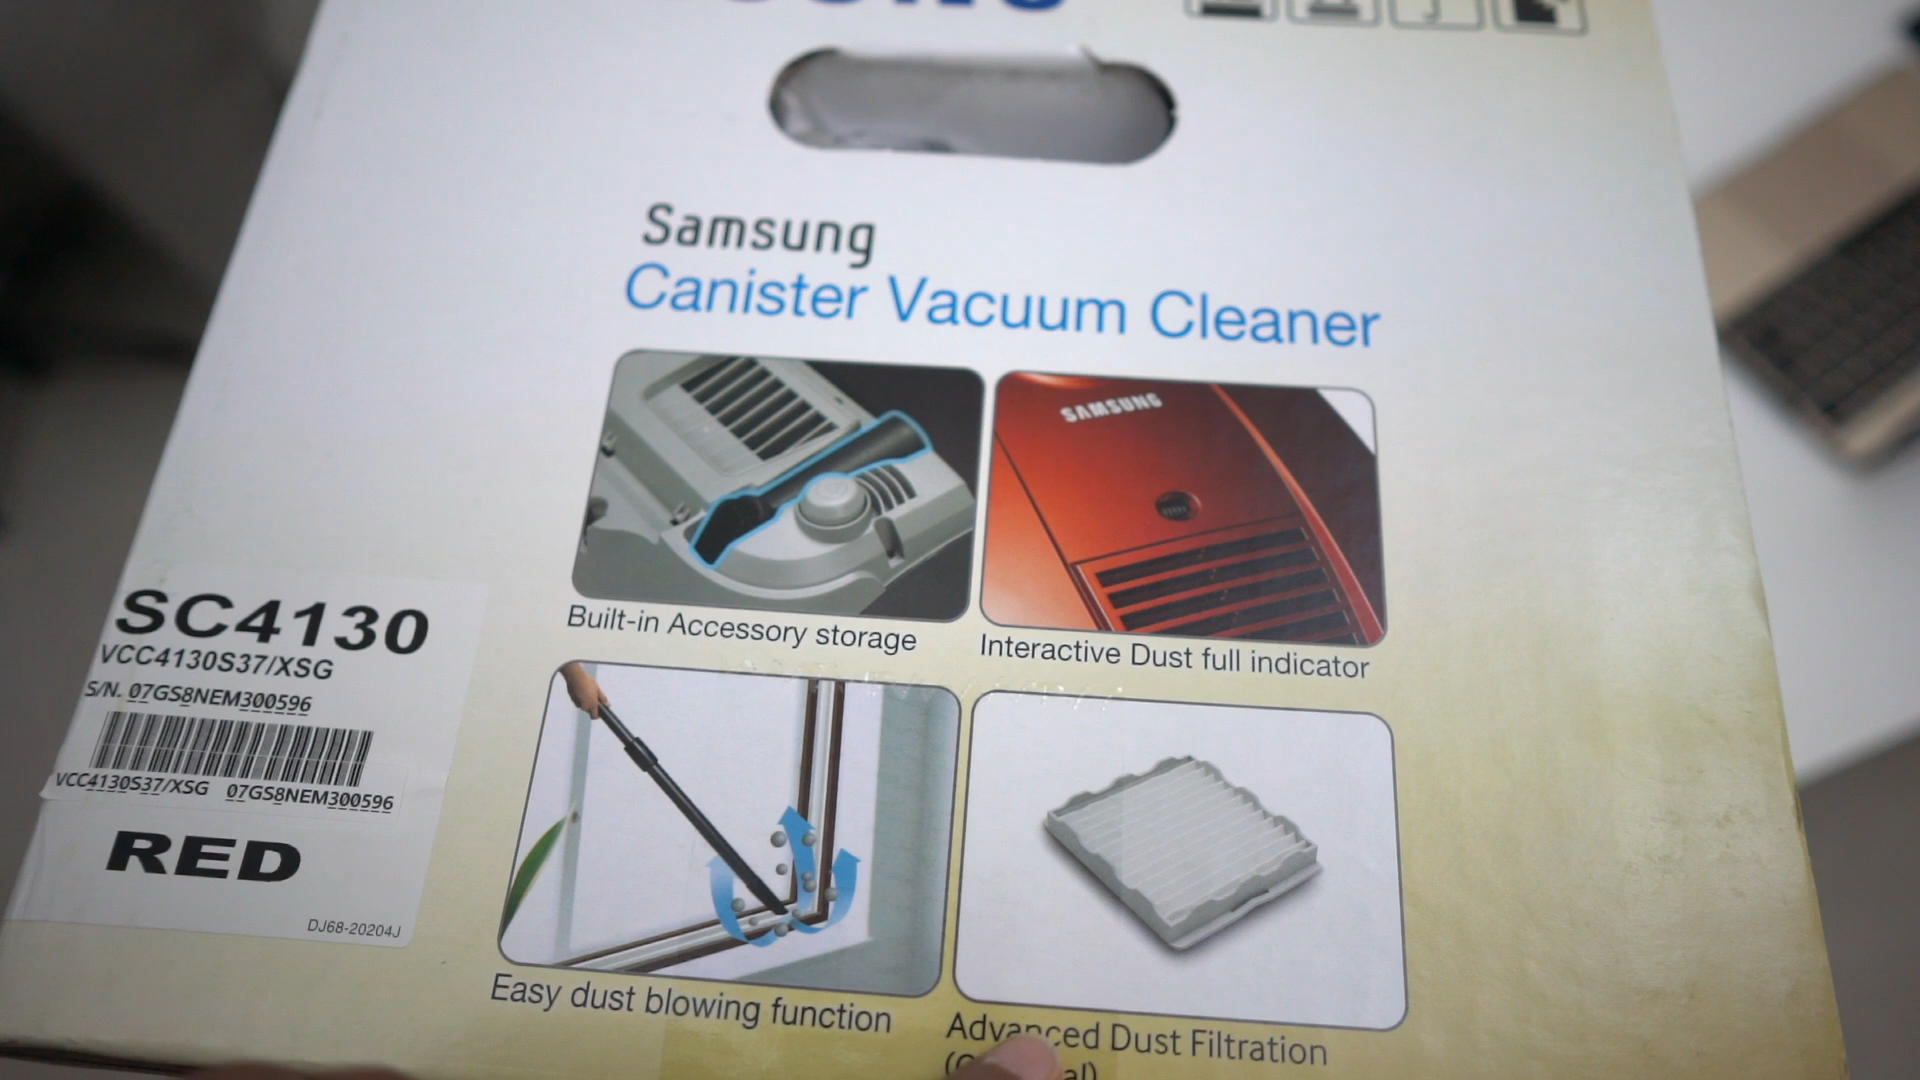 Samsung
Canister Vacuum Cleaner
SAMSUNG
Built-in Accessory storage
Interactive Dust full indicator
SC4130
VCC4130S37/XSG
S/N. 07GS8NEM300596
VCC4130S37/XSG 07GS8NEM300596
RED
DJ68-20204J
Easy dust blowing function
Advanced Dust Filtration